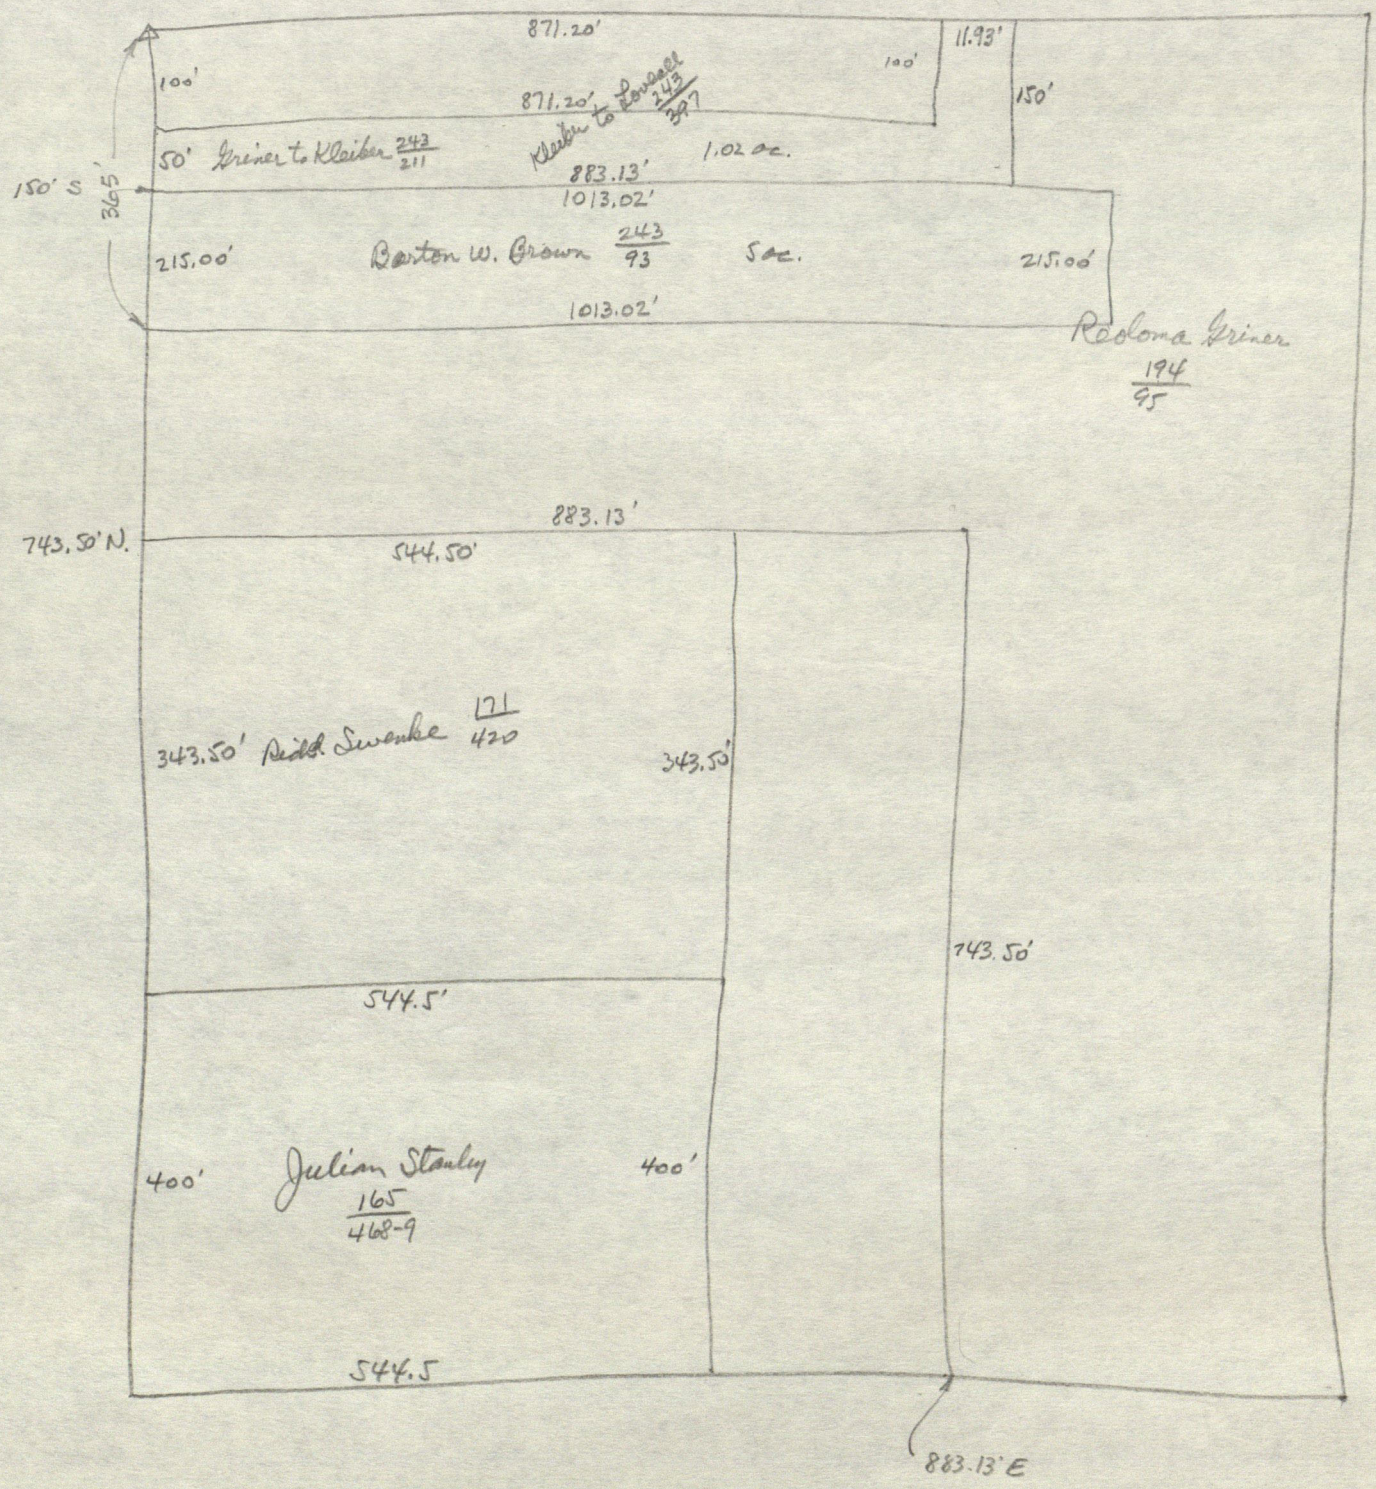 871.20'
11.93'
100'
100'
150'
871.20'
Kleiber to Lovsall
243
397
50' Griner to Kleiber 243
211
1.02 ac.
150' S
365'
883.13'
1013.02'
215.00'
Barton W. Brown 243
93
5 ac.
215.00'
1013.02'
Redoma Griner
194
95
883.13'
743.50' N.
544.50'
343.50'
Swenke 171
420
343.50'
743.50'
544.5'
400'
Julian Stanley
165
468-9
400'
544.5
883.13' E